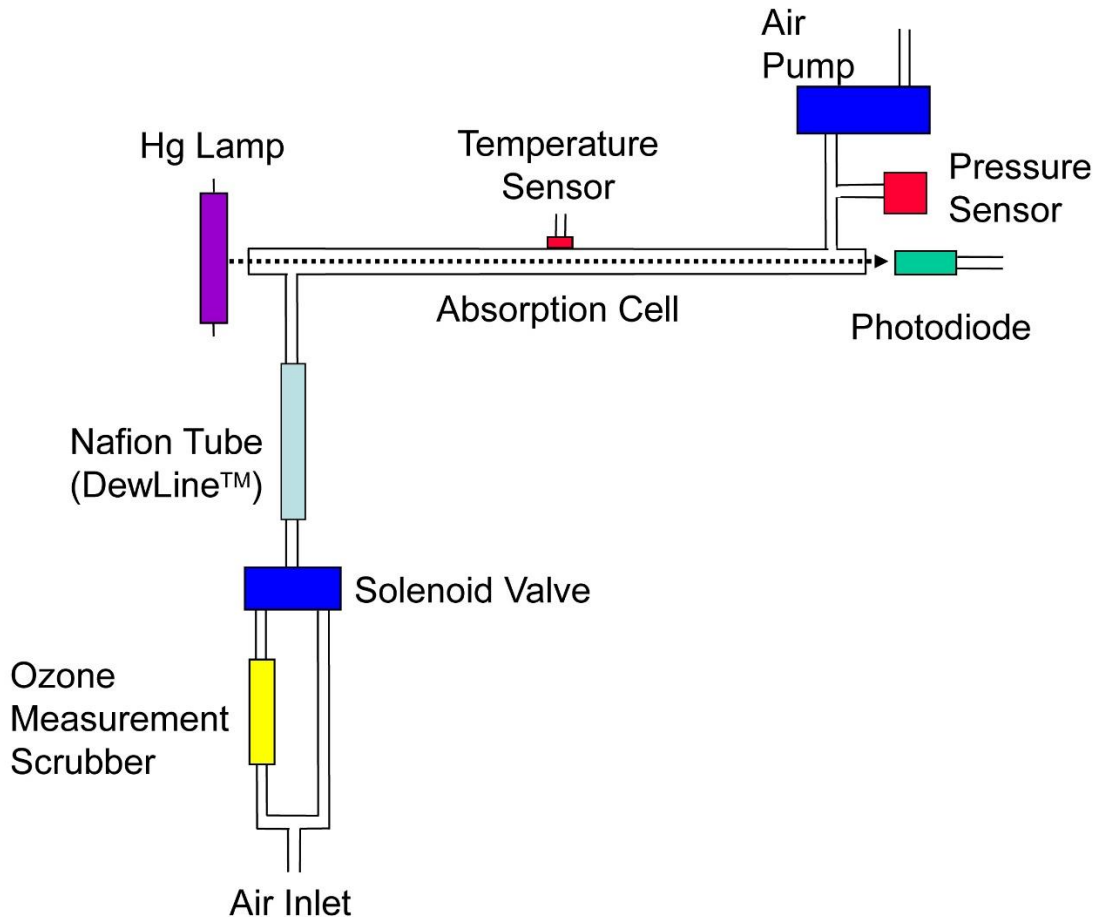 Air
Pump
Hg Lamp
Temperature
Sensor
Pressure
Sensor
Absorption Cell
Photodiode
Nafion Tube
(DewLine™)
Solenoid Valve
Ozone
Measurement
Scrubber
Air Inlet